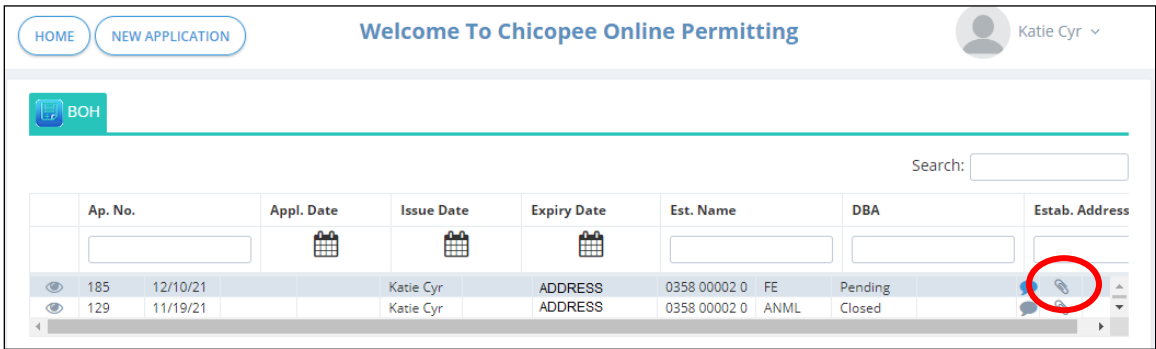 HOME NEW APPLICATION Welcome To Chicopee Online Permitting Katie Cyr
BOH
Search:
Ap. No. Appl. Date Issue Date Expiry Date Est. Name DBA Estab. Address
185 12/10/21 Katie Cyr ADDRESS 0358 00002 0 FE Pending
129 11/19/21 Katie Cyr ADDRESS 0358 00002 0 ANML Closed